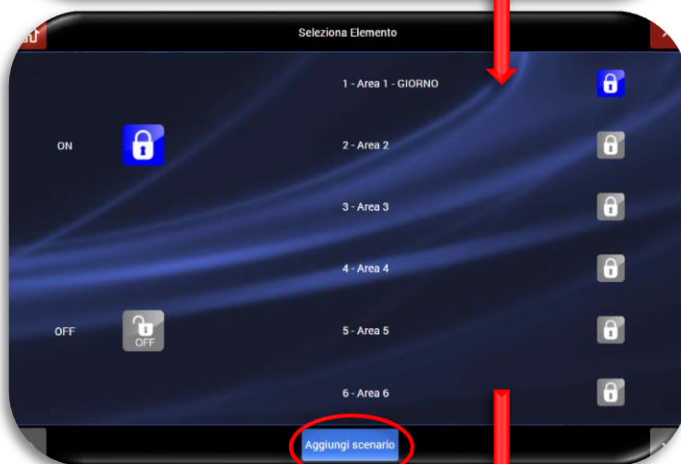 Seleziona Elemento
1 - Area 1 - GIORNO
ON
2 - Area 2
3 - Area 3
4 - Area 4
OFF
OFF
5 - Area 5
6 - Area 6
Aggiungi scenario